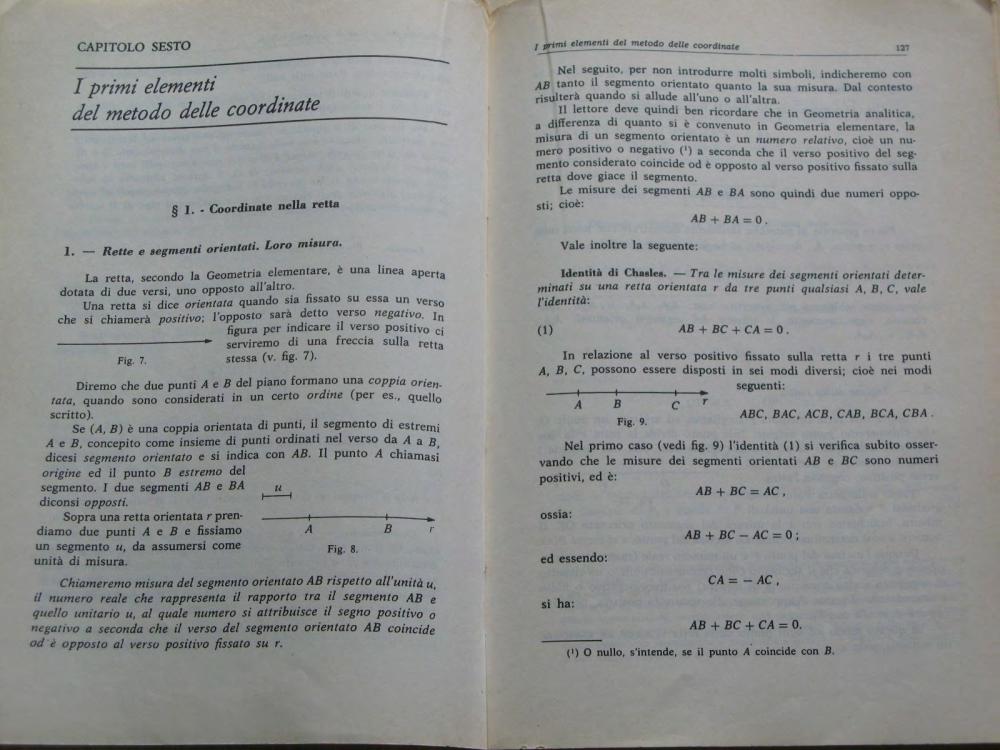 CAPITOLO SESTO
I primi elementi
del metodo delle coordinate
§ 1. - Coordinate nella retta
1. — Rette e segmenti orientati. Loro misura.
La retta, secondo la Geometria elementare, è una linea aperta
dotata di due versi, uno opposto all'altro.
Una retta si dice orientata quando sia fissato su essa un verso
che si chiamerà positivo; l'opposto sarà detto verso negativo. In
figura per indicare il verso positivo ci
serviremo di una freccia sulla retta
stessa (v. fig. 7).
Fig. 7.
Diremo che due punti A e B del piano formano una coppia orien-
tata, quando sono considerati in un certo ordine (per es., quello
scritto).
Se (A, B) è una coppia orientata di punti, il segmento di estremi
A e B, concepito come insieme di punti ordinati nel verso da A a B,
dicesi segmento orientato e si indica con AB. Il punto A chiamasi
origine ed il punto B estremo del
segmento. I due segmenti AB e BA
diconsi opposti.
Sopra una retta orientata r pren-
diamo due punti A e B e fissiamo
un segmento u, da assumersi come
unità di misura.
u
A B r
Fig. 8.
Chiameremo misura del segmento orientato AB rispetto all'unità u,
il numero reale che rappresenta il rapporto tra il segmento AB e
quello unitario u, al quale numero si attribuisce il segno positivo o
negativo a seconda che il verso del segmento orientato AB coincide
od è opposto al verso positivo fissato su r.
I primi elementi del metodo delle coordinate 127
Nel seguito, per non introdurre molti simboli, indicheremo con
AB tanto il segmento orientato quanto la sua misura. Dal contesto
risulterà quando si allude all'uno o all'altra.
Il lettore deve quindi ben ricordare che in Geometria analitica,
a differenza di quanto si è convenuto in Geometria elementare, la
misura di un segmento orientato è un numero relativo, cioè un nu-
mero positivo o negativo (¹) a seconda che il verso positivo del seg-
mento considerato coincide od è opposto al verso positivo fissato sulla
retta dove giace il segmento.
Le misure dei segmenti AB e BA sono quindi due numeri oppo-
sti; cioè:
AB + BA = 0 .
Vale inoltre la seguente:
Identità di Chasles. — Tra le misure dei segmenti orientati deter-
minati su una retta orientata r da tre punti qualsiasi A, B, C, vale
l'identità:
(1) AB + BC + CA = 0 .
In relazione al verso positivo fissato sulla retta r i tre punti
A, B, C, possono essere disposti in sei modi diversi; cioè nei modi
seguenti:
A B C r
Fig. 9.
ABC, BAC, ACB, CAB, BCA, CBA .
Nel primo caso (vedi fig. 9) l'identità (1) si verifica subito osser-
vando che le misure dei segmenti orientati AB e BC sono numeri
positivi, ed è:
AB + BC = AC ,
ossia:
AB + BC − AC = 0 ;
ed essendo:
CA = − AC ,
si ha:
AB + BC + CA = 0.
(¹) O nullo, s'intende, se il punto A coincide con B.